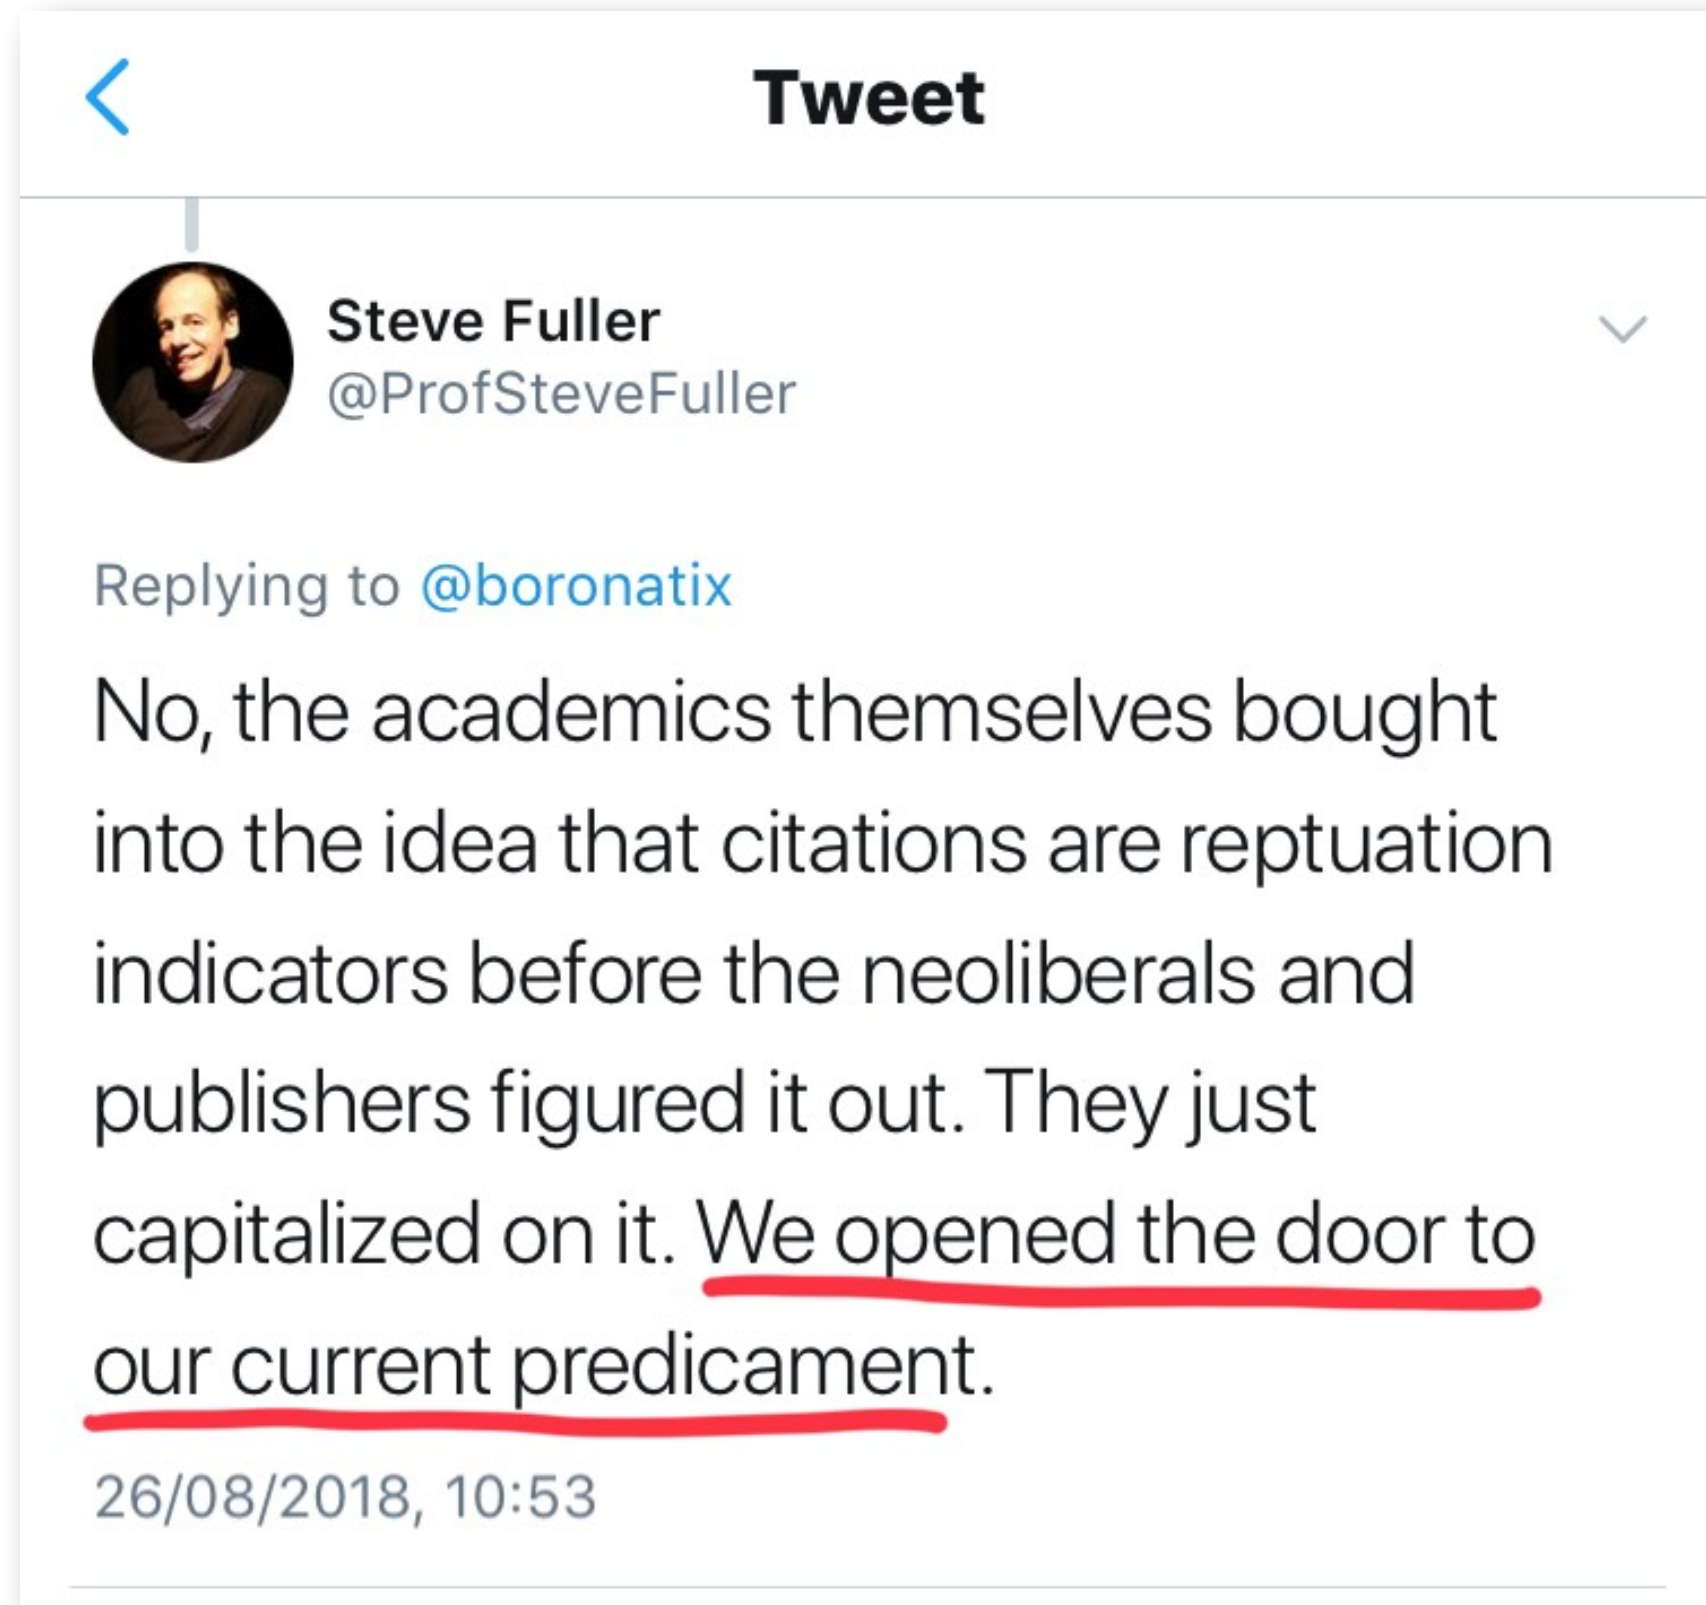 Tweet
Steve Fuller
@ProfSteveFuller
Replying to @boronatix
No, the academics themselves bought
into the idea that citations are reptuation
indicators before the neoliberals and
publishers figured it out. They just
capitalized on it. We opened the door to
our current predicament.
26/08/2018, 10:53